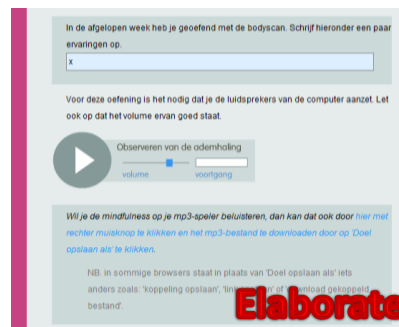 In de afgelopen week heb je geoefend met de bodyscan. Schrijf hieronder een paar
ervaringen op.
x
Voor deze oefening is het nodig dat je de luidsprekers van de computer aanzet. Let
ook op dat het volume ervan goed staat.
Observeren van de ademhaling
volume voortgang
Wil je de mindfulness op je mp3-speler beluisteren, dan kan dat ook door hier met
rechter muisknop te klikken en het mp3-bestand te downloaden door op 'Doel
opslaan als' te klikken.
NB. in sommige browsers staat in plaats van 'Doel opslaan als' iets
anders zoals: 'koppeling opslaan', of 'download gekoppeld
bestand'.
Elaborate